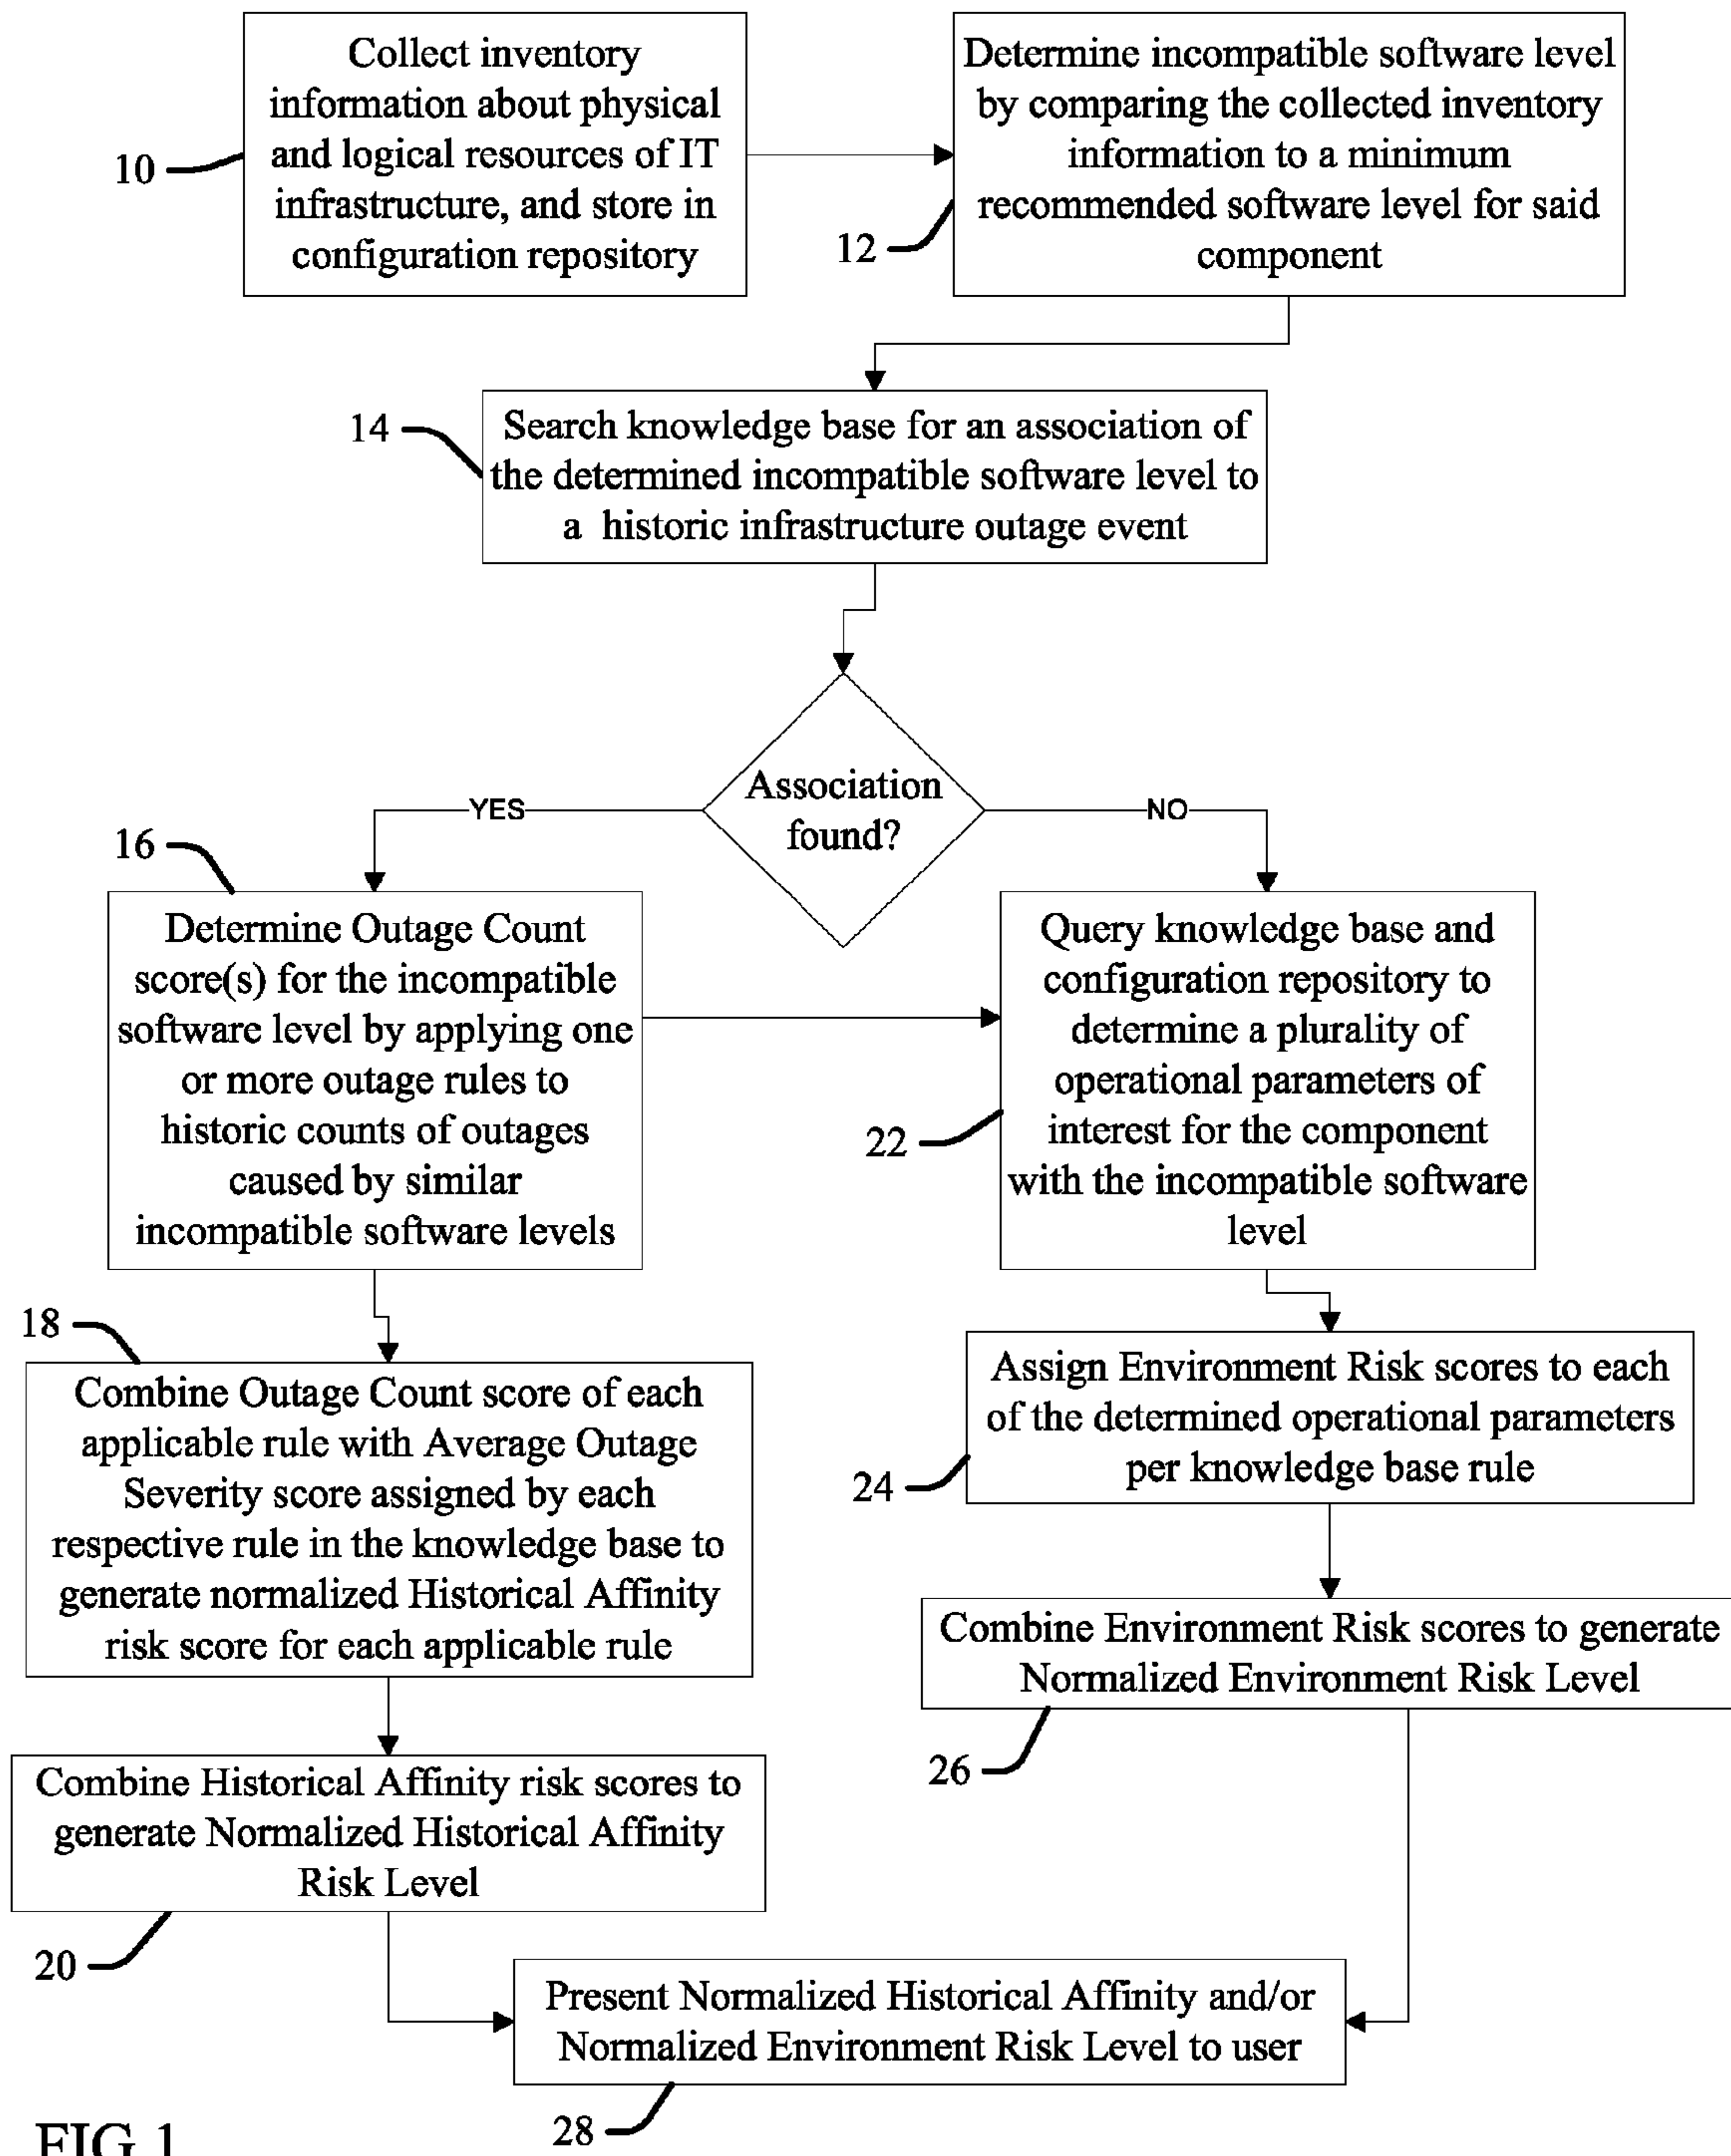 Collect inventory
information about physical
and logical resources of IT
infrastructure, and store in
configuration repository
10
Determine incompatible software level
by comparing the collected inventory
information to a minimum
recommended software level for said
component
12
14
Search knowledge base for an association of
the determined incompatible software level to
a historic infrastructure outage event
Association
found?
YES
NO
16
Determine Outage Count
score(s) for the incompatible
software level by applying one
or more outage rules to
historic counts of outages
caused by similar
incompatible software levels
Query knowledge base and
configuration repository to
determine a plurality of
operational parameters of
interest for the component
with the incompatible software
level
22
18
Combine Outage Count score of each
applicable rule with Average Outage
Severity score assigned by each
respective rule in the knowledge base to
generate normalized Historical Affinity
risk score for each applicable rule
Assign Environment Risk scores to each
of the determined operational parameters
per knowledge base rule
24
Combine Environment Risk scores to generate
Normalized Environment Risk Level
26
Combine Historical Affinity risk scores to
generate Normalized Historical Affinity
Risk Level
20
Present Normalized Historical Affinity and/or
Normalized Environment Risk Level to user
28
FIG 1